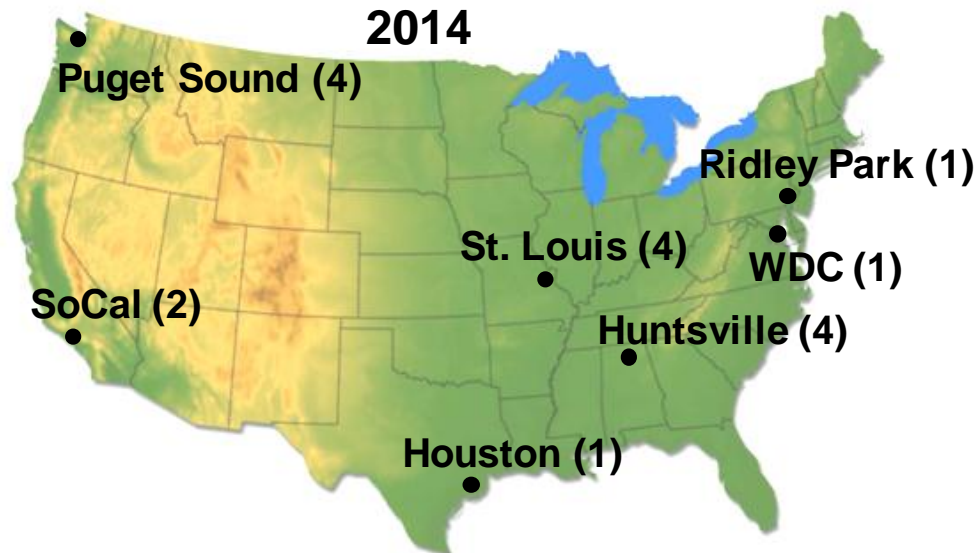 2014
Puget Sound (4)
Ridley Park (1)
St. Louis (4)
WDC (1)
SoCal (2)
Huntsville (4)
Houston (1)